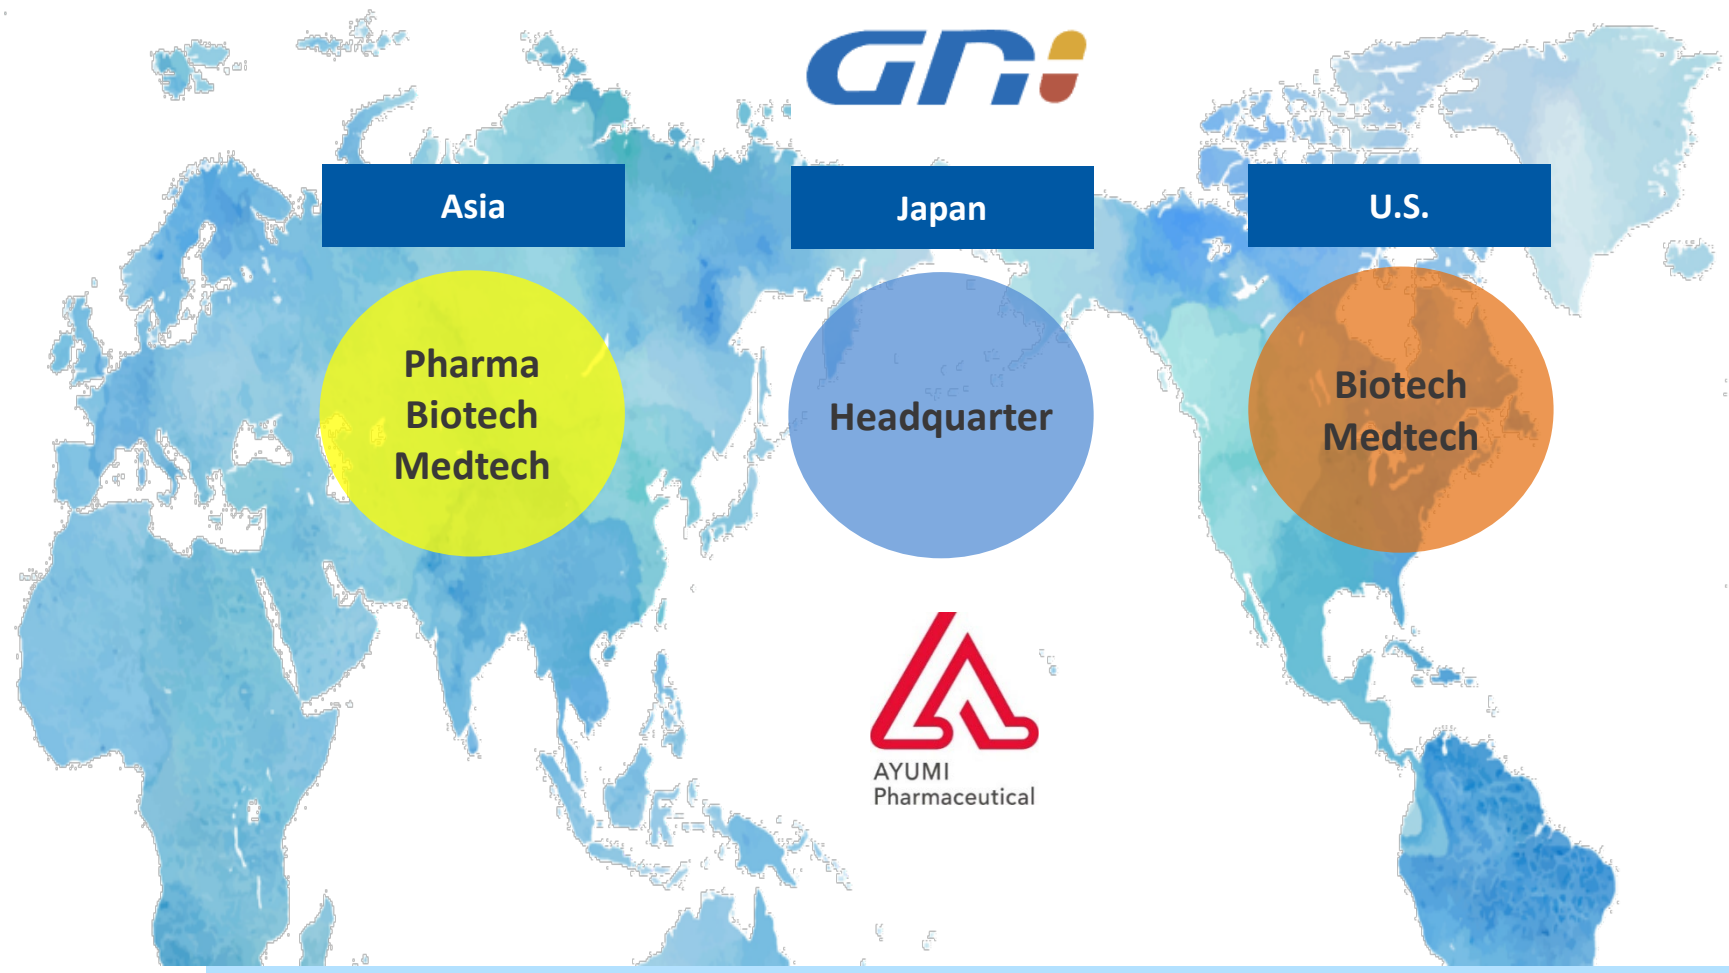 GNI
Asia
Japan
U.S.
Pharma
Biotech
Medtech
Headquarter
Biotech
Medtech
AYUMI
Pharmaceutical